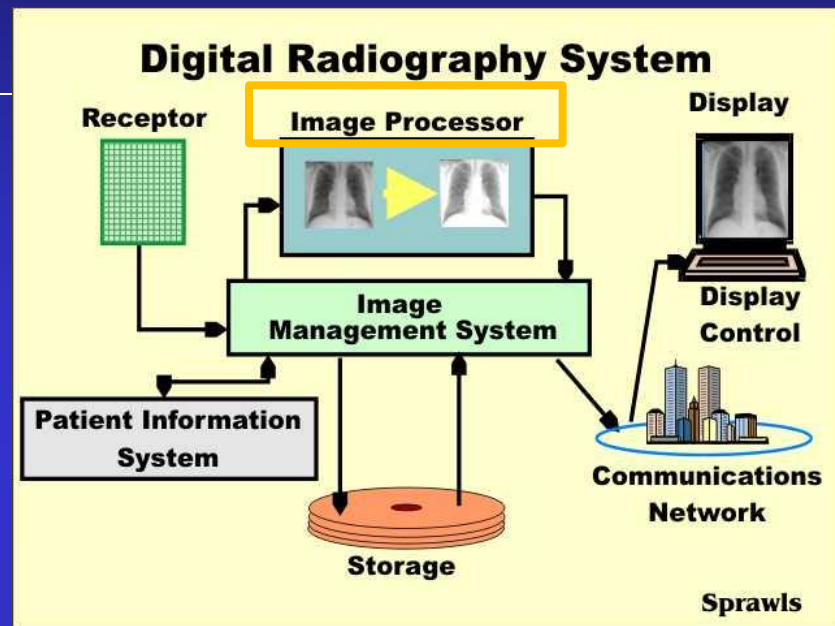 Digital Radiography System
Receptor
Image Processor
Display
Image
Management System
Display
Control
Patient Information
System
Communications
Network
Storage
Sprawls